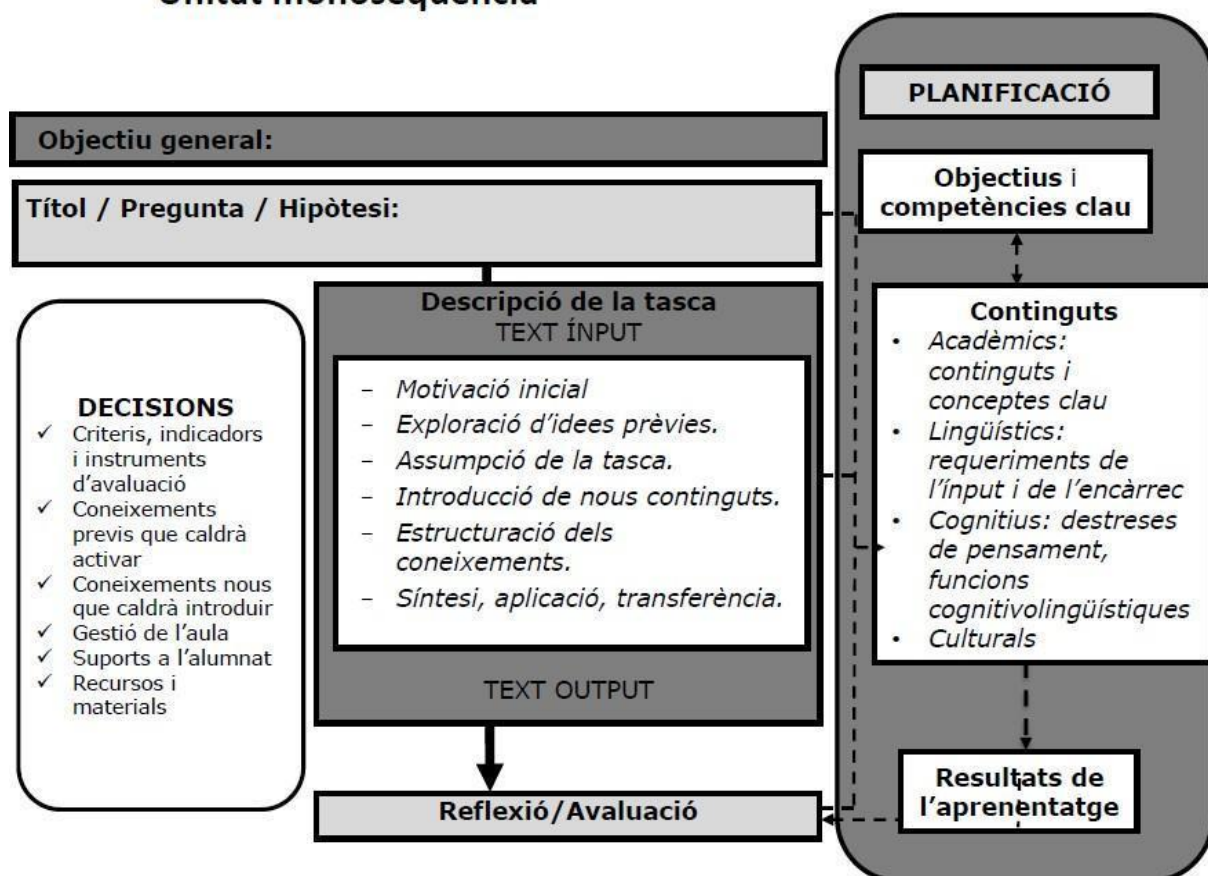 Unitat monoseqüència
Objectiu general:
Títol / Pregunta / Hipòtesi:
DECISIONS
✓ Criteris, indicadors
i instruments
d’avaluació
✓ Coneixements
previs que caldrà
activar
✓ Coneixements nous
que caldrà introduir
✓ Gestió de l’aula
✓ Suports a l’alumnat
✓ Recursos i
materials
Descripció de la tasca
TEXT ÍNPUT
– Motivació inicial
– Exploració d’idees prèvies.
– Assumpció de la tasca.
– Introducció de nous continguts.
– Estructuració dels
coneixements.
– Síntesi, aplicació, transferència.
TEXT OUTPUT
Reflexió/Avaluació
PLANIFICACIÓ
Objectius i
competències clau
Continguts
• Acadèmics:
continguts i
conceptes clau
• Lingüístics:
requeriments de
l’ínput i de l’encàrrec
• Cognitius: destreses
de pensament,
funcions
cognitivolingüístiques
• Culturals
Resultats de
l’aprenentatge